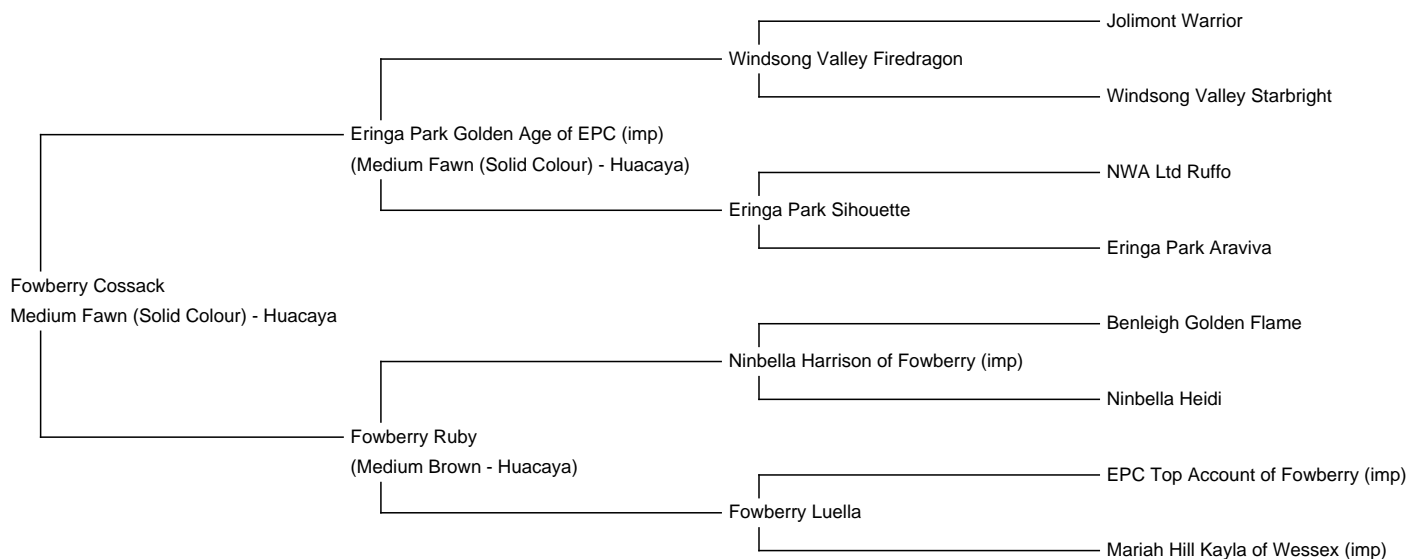 Jolimont Warrior
Windsong Valley Firedragon
Windsong Valley Starbright
Eringa Park Golden Age of EPC (imp)
(Medium Fawn (Solid Colour) - Huacaya)
NWA Ltd Ruffo
Eringa Park Sihouette
Eringa Park Araviva
Fowberry Cossack
Medium Fawn (Solid Colour) - Huacaya
Benleigh Golden Flame
Ninbella Harrison of Fowberry (imp)
Ninbella Heidi
Fowberry Ruby
(Medium Brown - Huacaya)
EPC Top Account of Fowberry (imp)
Fowberry Luella
Mariah Hill Kayla of Wessex (imp)